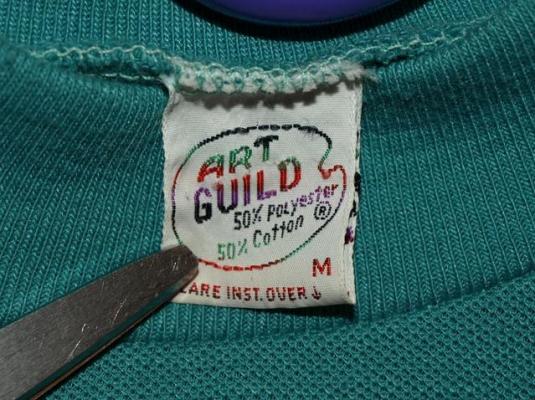 ART
GUILD
50% Polyester
50% Cotton ®
M
CARE INST. OVER ↓